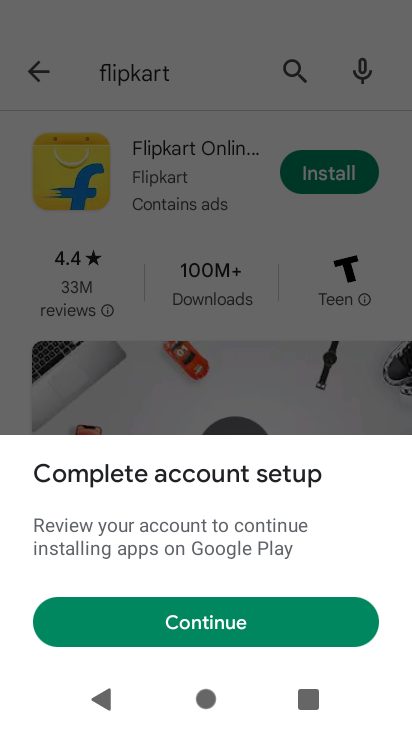 flipkart
Flipkart Onlin...
Flipkart
Contains ads
Install
4.4★
33M
reviews
100M+
Downloads
T
Teen
Complete account setup
Review your account to continue
installing apps on Google Play
Continue